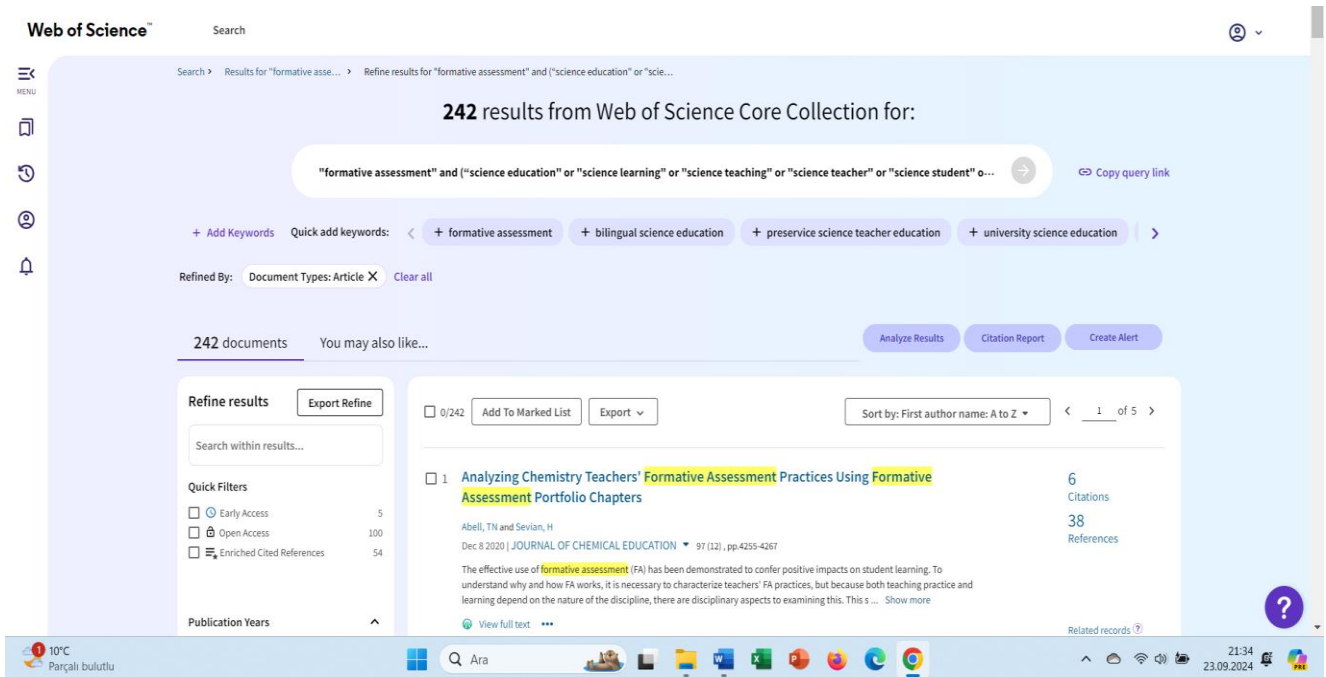 Web of Science™
Search
MENU
Search > Results for "formative asse... > Refine results for "formative assessment" and ("science education" or "scie...
242 results from Web of Science Core Collection for:
"formative assessment" and ("science education" or "science learning" or "science teaching" or "science teacher" or "science student" o...
Copy query link
+ Add Keywords Quick add keywords: + formative assessment + bilingual science education + preservice science teacher education + university science education
Refined By: Document Types: Article X Clear all
242 documents You may also like...
Analyze Results Citation Report Create Alert
Refine results Export Refine
Search within results...
Quick Filters
Early Access 5
Open Access 100
Enriched Cited References 54
Publication Years
0/242 Add To Marked List Export
Sort by: First author name: A to Z 1 of 5
1 Analyzing Chemistry Teachers' Formative Assessment Practices Using Formative
Assessment Portfolio Chapters
Abell, TN and Sevian, H
Dec 8 2020 | JOURNAL OF CHEMICAL EDUCATION 97 (12), pp.4255-4267
The effective use of formative assessment (FA) has been demonstrated to confer positive impacts on student learning. To
understand why and how FA works, it is necessary to characterize teachers' FA practices, but because both teaching practice and
learning depend on the nature of the discipline, there are disciplinary aspects to examining this. This s ... Show more
View full text •••
6
Citations
38
References
Related records ?
?
1
10°C
Parçalı bulutlu
Ara
21:34
23.09.2024
PRE